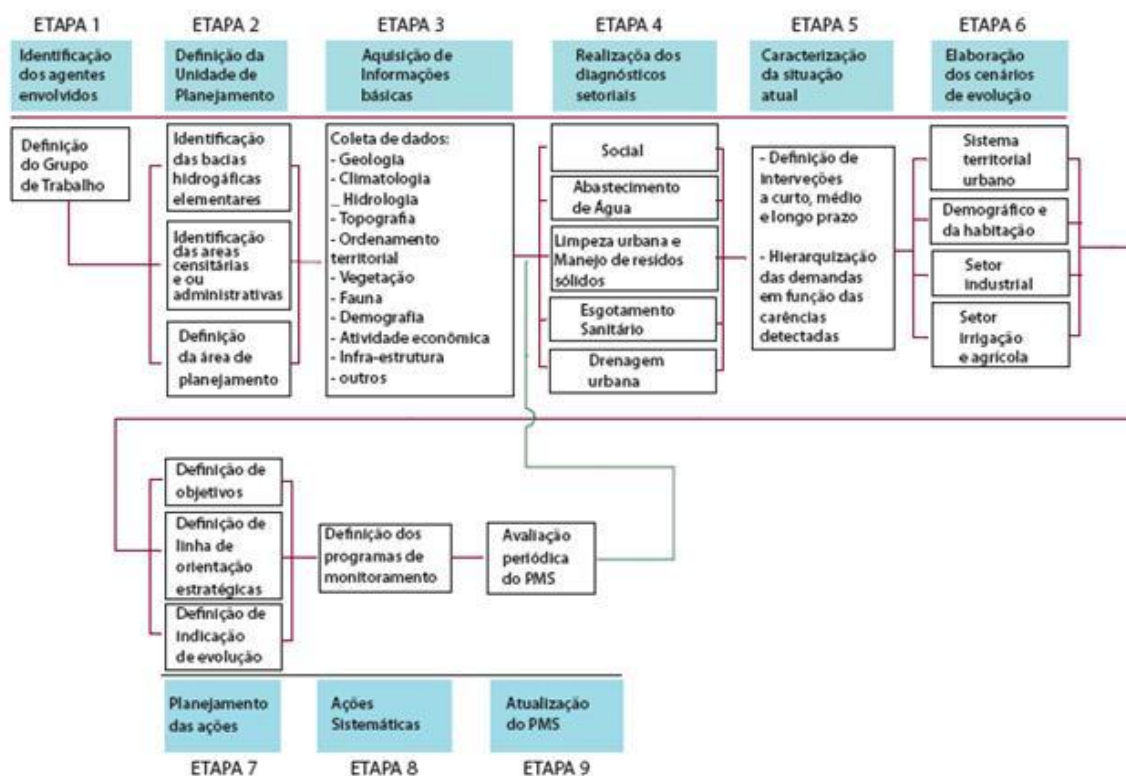 ETAPA 1
Identificação
dos agentes
envolvidos
Definição
do Grupo
de Trabalho
ETAPA 2
Definição da
Unidade de
Planejamento
Identificação
das bacias
hidrogáficas
elementares
Identificação
das areas
censitárias
e ou
administrativas
Definição
da área de
planejamento
ETAPA 3
Aquisição de
Informações
básicas
Coleta de dados:
- Geologia
- Climatologia
_ Hidrologia
- Topografia
- Ordenamento
territorial
- Vegetação
- Fauna
- Demografia
- Atividade econômica
- Infra-estrutura
- outros
ETAPA 4
Realizaçõa dos
diagnósticos
setoriais
Social
Abastecimento
de Água
Limpeza urbana e
Manejo de resídos
sólidos
Esgotamento
Sanitário
Drenagem
urbana
ETAPA 5
Caracterização
da situação
atual
- Definição de
interveções
a curto, médio
e longo prazo
- Hierarquização
das demandas
em função das
carências
detectadas
ETAPA 6
Elaboração
dos cenários
de evolução
Sistema
territorial
urbano
Demográfico e
da habitação
Setor
industrial
Setor
irrigação
e agrícola
Definição de
objetivos
Definição de
linha de
orientação
estratégicas
Definição de
indicação
de evolução
Planejamento
das ações
ETAPA 7
Definição dos
programas de
monitoramento
Ações
Sistemáticas
ETAPA 8
Avaliação
periódica
do PMS
Atualização
do PMS
ETAPA 9